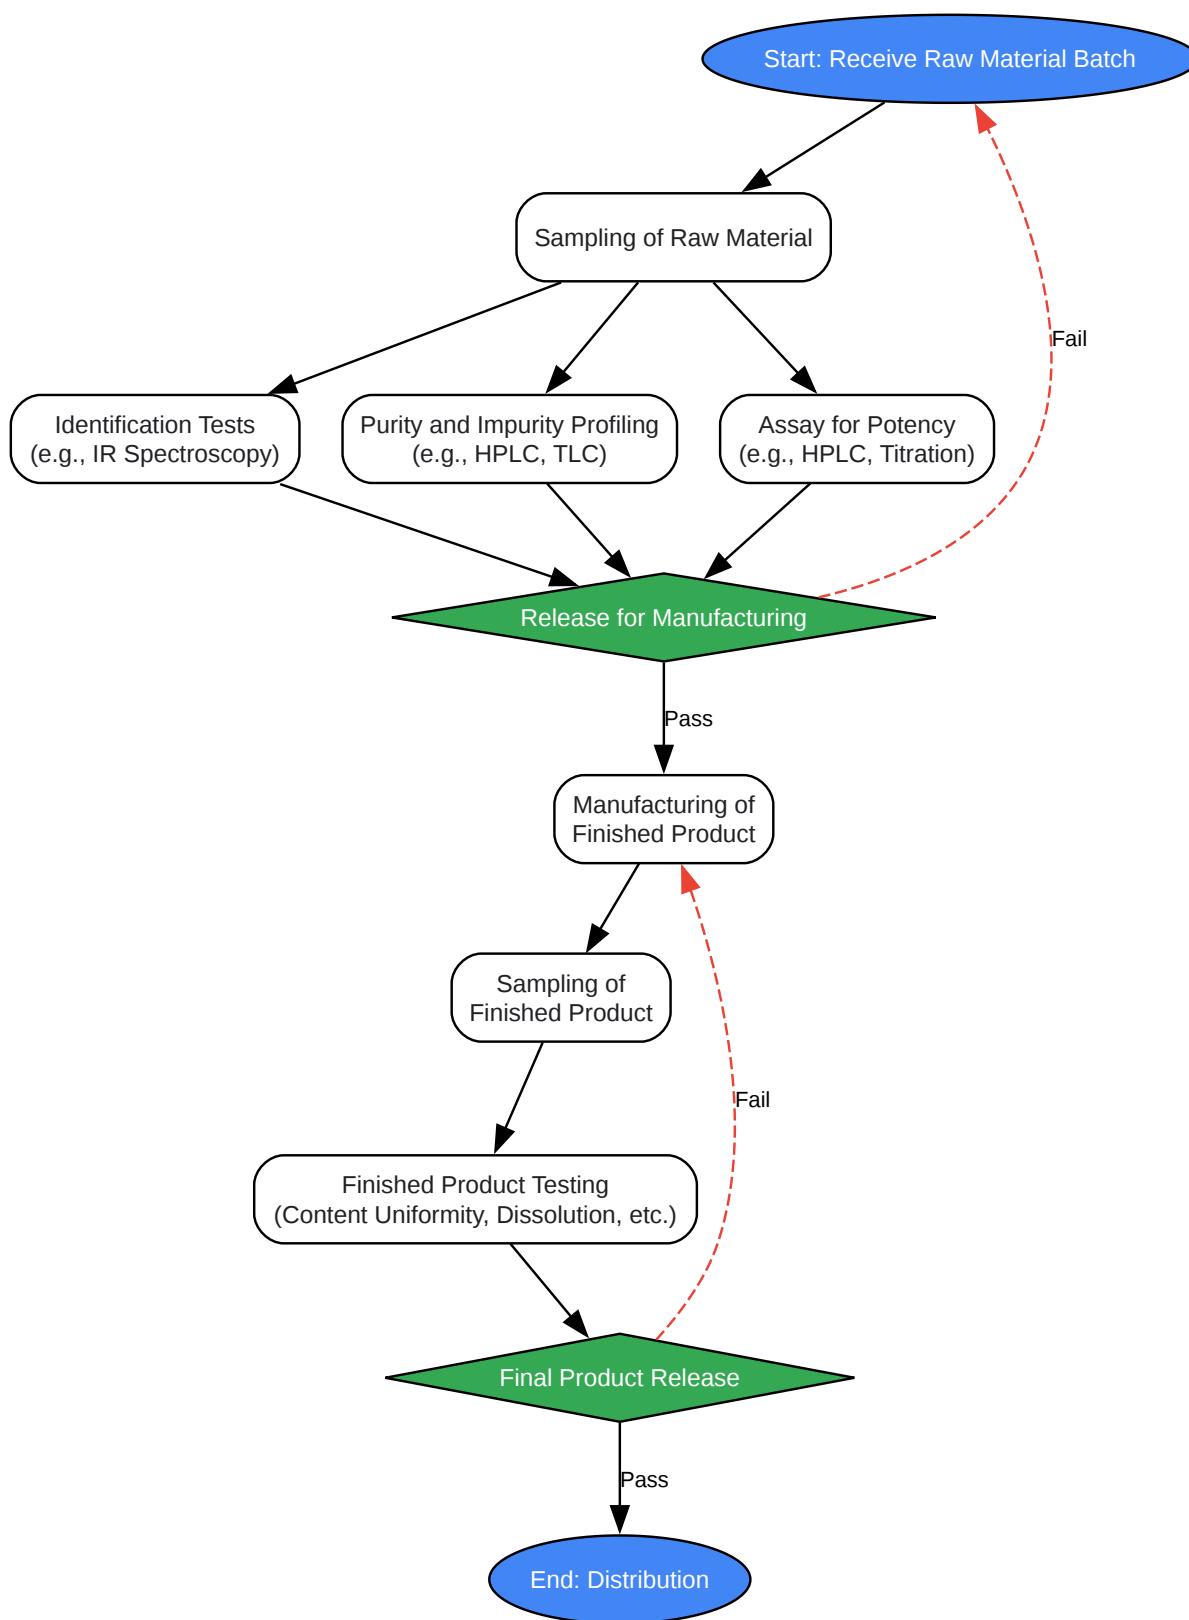 Start: Receive Raw Material Batch
Sampling of Raw Material
Fail
Identification Tests
(e.g., IR Spectroscopy)
Purity and Impurity Profiling
(e.g., HPLC, TLC)
Assay for Potency
(e.g., HPLC, Titration)
Release for Manufacturing
Pass
Manufacturing of
Finished Product
Sampling of
Finished Product
Fail
Finished Product Testing
(Content Uniformity, Dissolution, etc.)
Final Product Release
Pass
End: Distribution